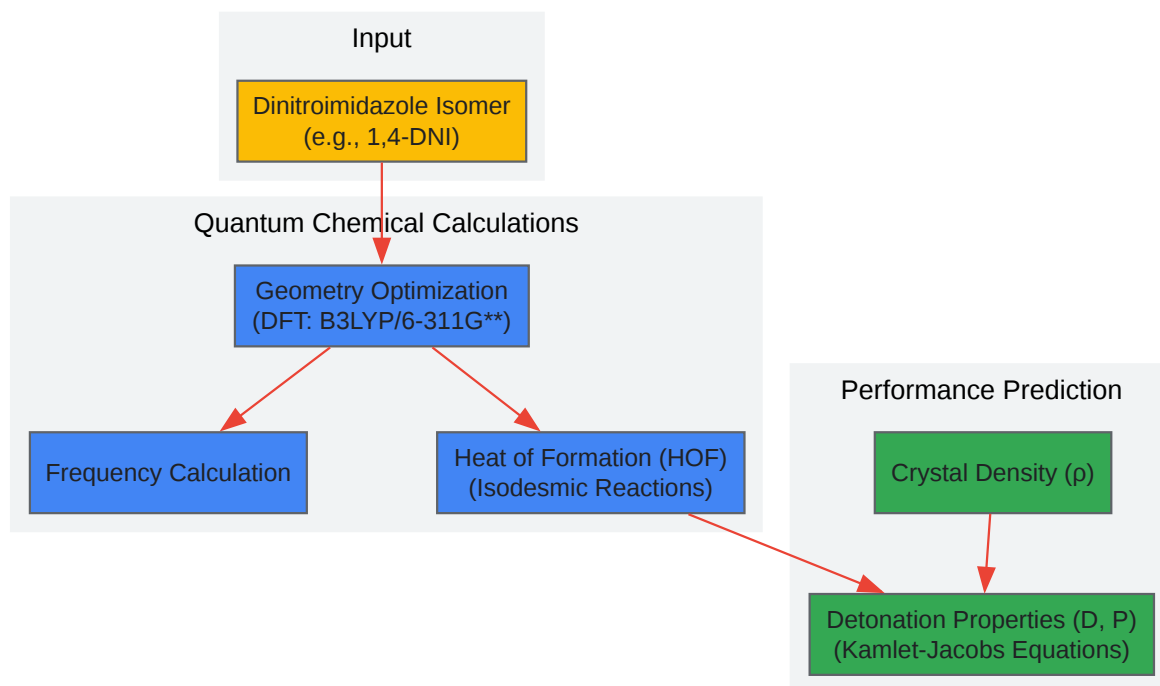 Input
Dinitroimidazole Isomer
(e.g., 1,4-DNI)
Quantum Chemical Calculations
Geometry Optimization
(DFT: B3LYP/6-311G**)
Frequency Calculation
Heat of Formation (HOF)
(Isodesmic Reactions)
Performance Prediction
Crystal Density (ρ)
Detonation Properties (D, P)
(Kamlet-Jacobs Equations)